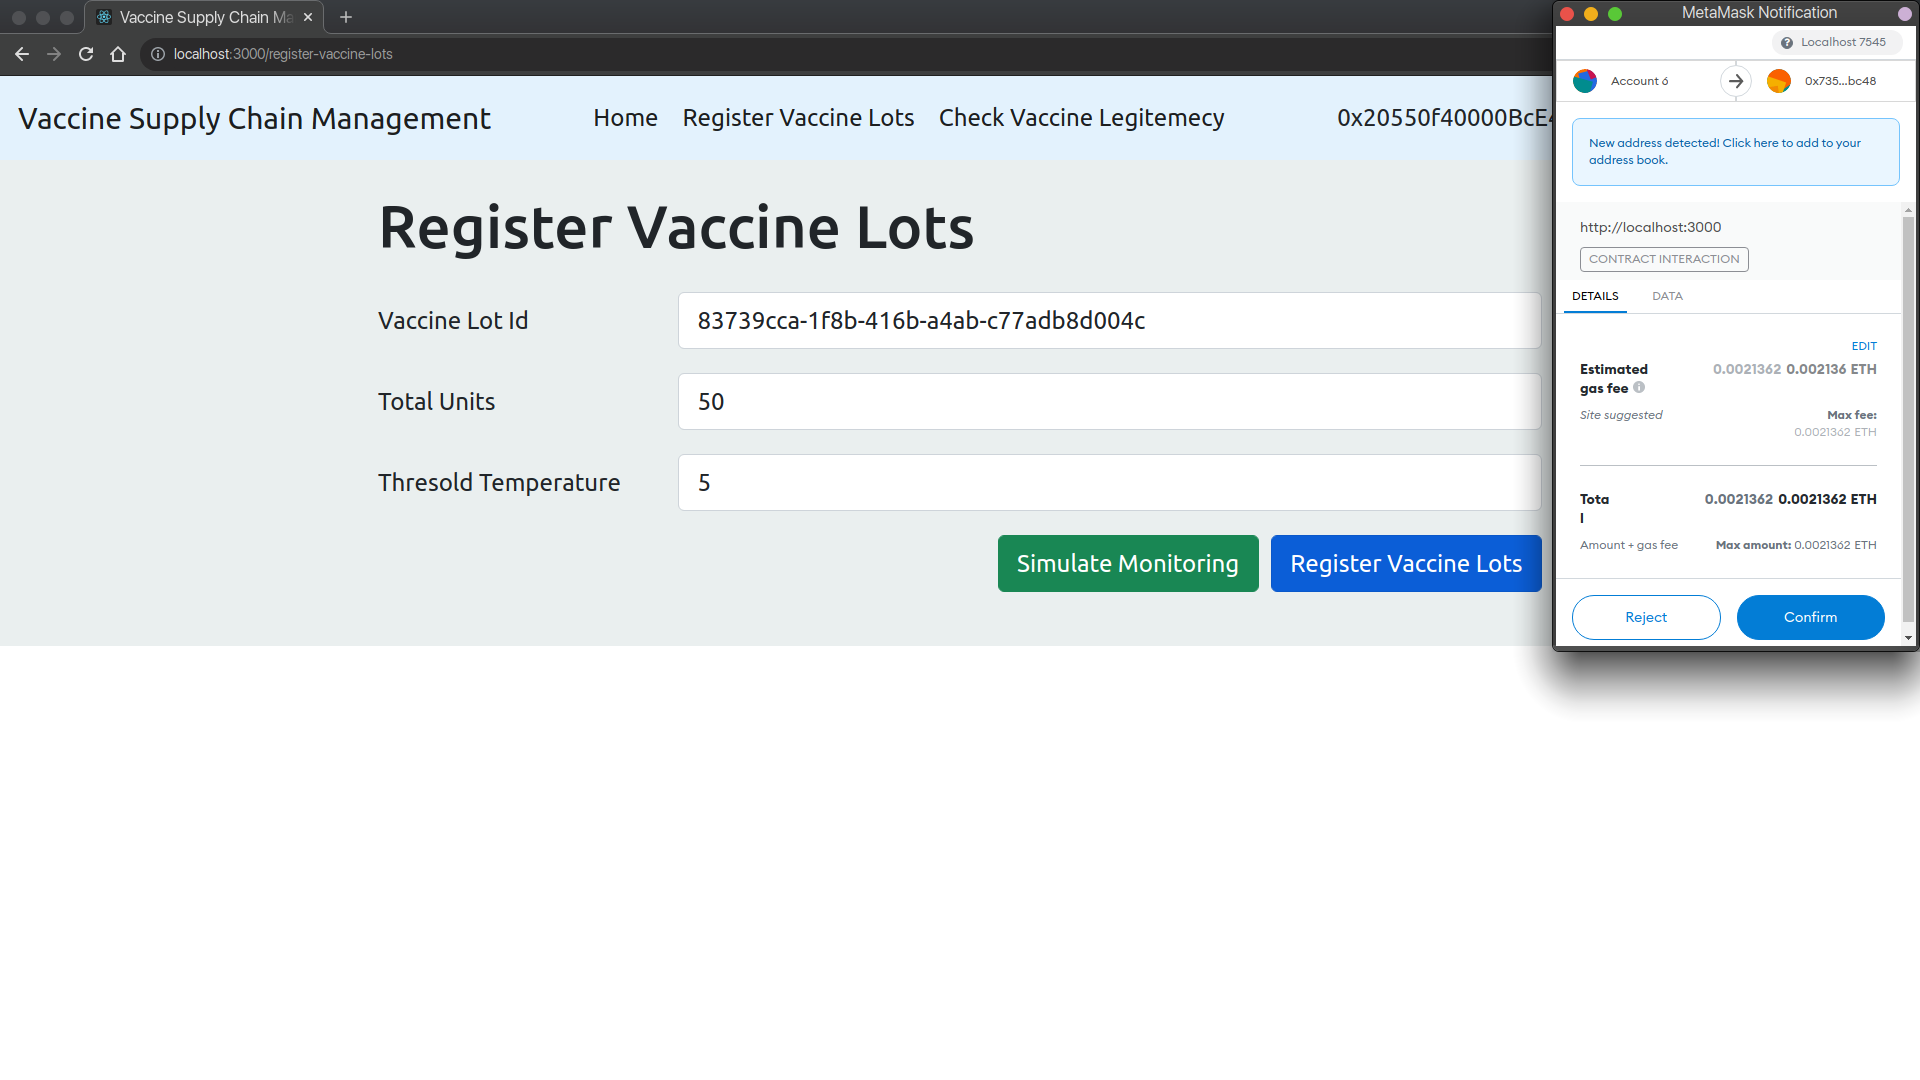 Vaccine Supply Chain Ma
localhost:3000/register-vaccine-lots
Vaccine Supply Chain Management
Home
Register Vaccine Lots
Check Vaccine Legitemecy
0x20550f40000BcE4
Register Vaccine Lots
Vaccine Lot Id
83739cca-1f8b-416b-a4ab-c77adb8d004c
Total Units
50
Thresold Temperature
5
Simulate Monitoring
Register Vaccine Lots
MetaMask Notification
Localhost 7545
Account 6
0x735...bc48
New address detected! Click here to add to your
address book.
http://localhost:3000
CONTRACT INTERACTION
DETAILS
DATA
EDIT
Estimated
gas fee
0.0021362 0.002136 ETH
Site suggested
Max fee:
0.0021362 ETH
Tota
l
0.0021362 0.0021362 ETH
Amount + gas fee
Max amount: 0.0021362 ETH
Reject
Confirm